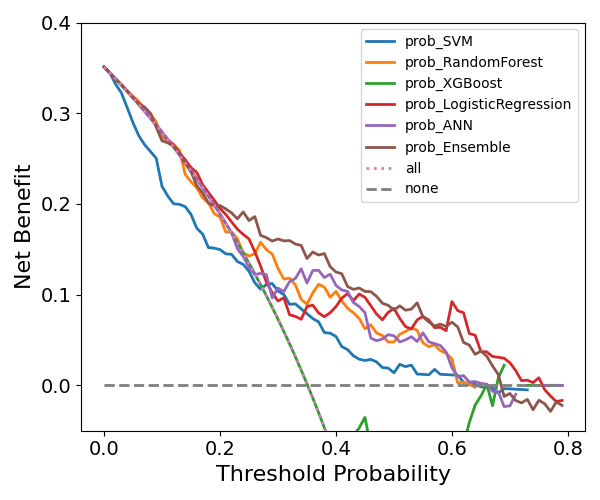 0.4
0.3
0.2
0.1
0.0
Net Benefit
prob_SVM
prob_RandomForest
prob_XGBoost
prob_LogisticRegression
prob_ANN
prob_Ensemble
all
none
0.0 0.2 0.4 0.6 0.8
Threshold Probability